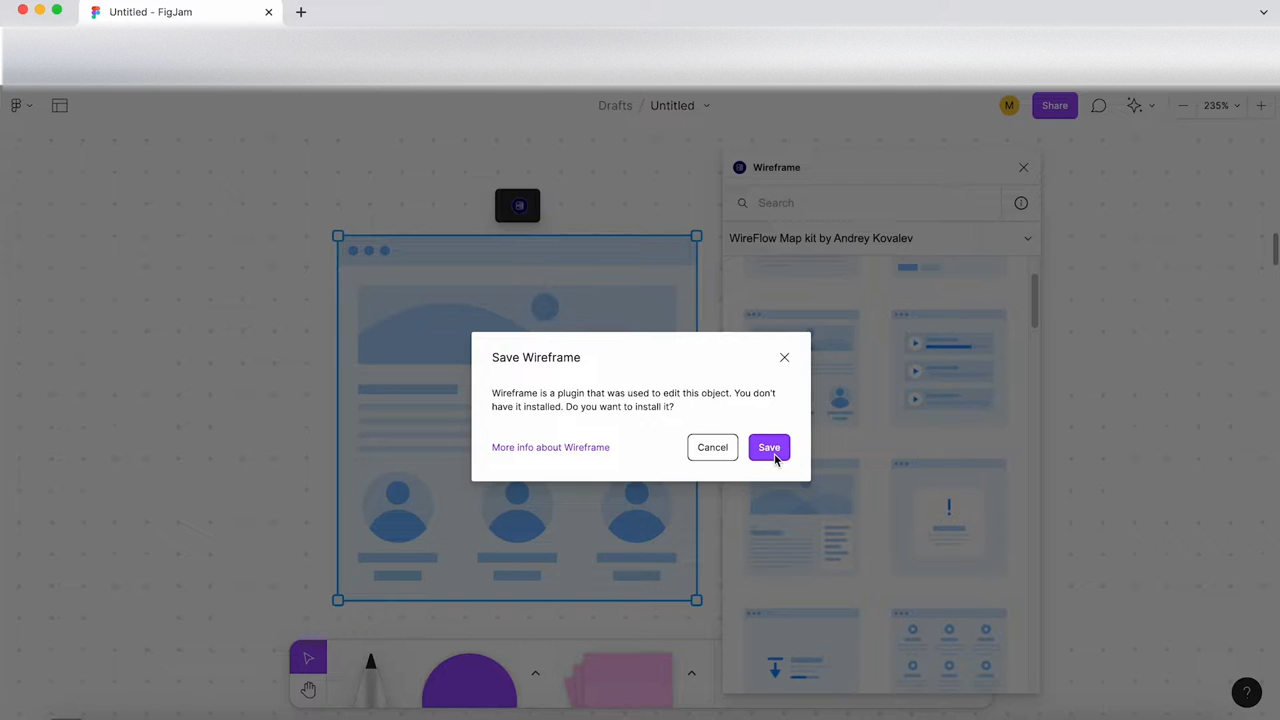 Untitled - FigJam
Drafts / Untitled
M
Share
235%
Wireframe
Search
WireFlow Map kit by Andrey Kovalev
Save Wireframe
Wireframe is a plugin that was used to edit this object. You don't
have it installed. Do you want to install it?
More info about Wireframe
Cancel
Save
!
?